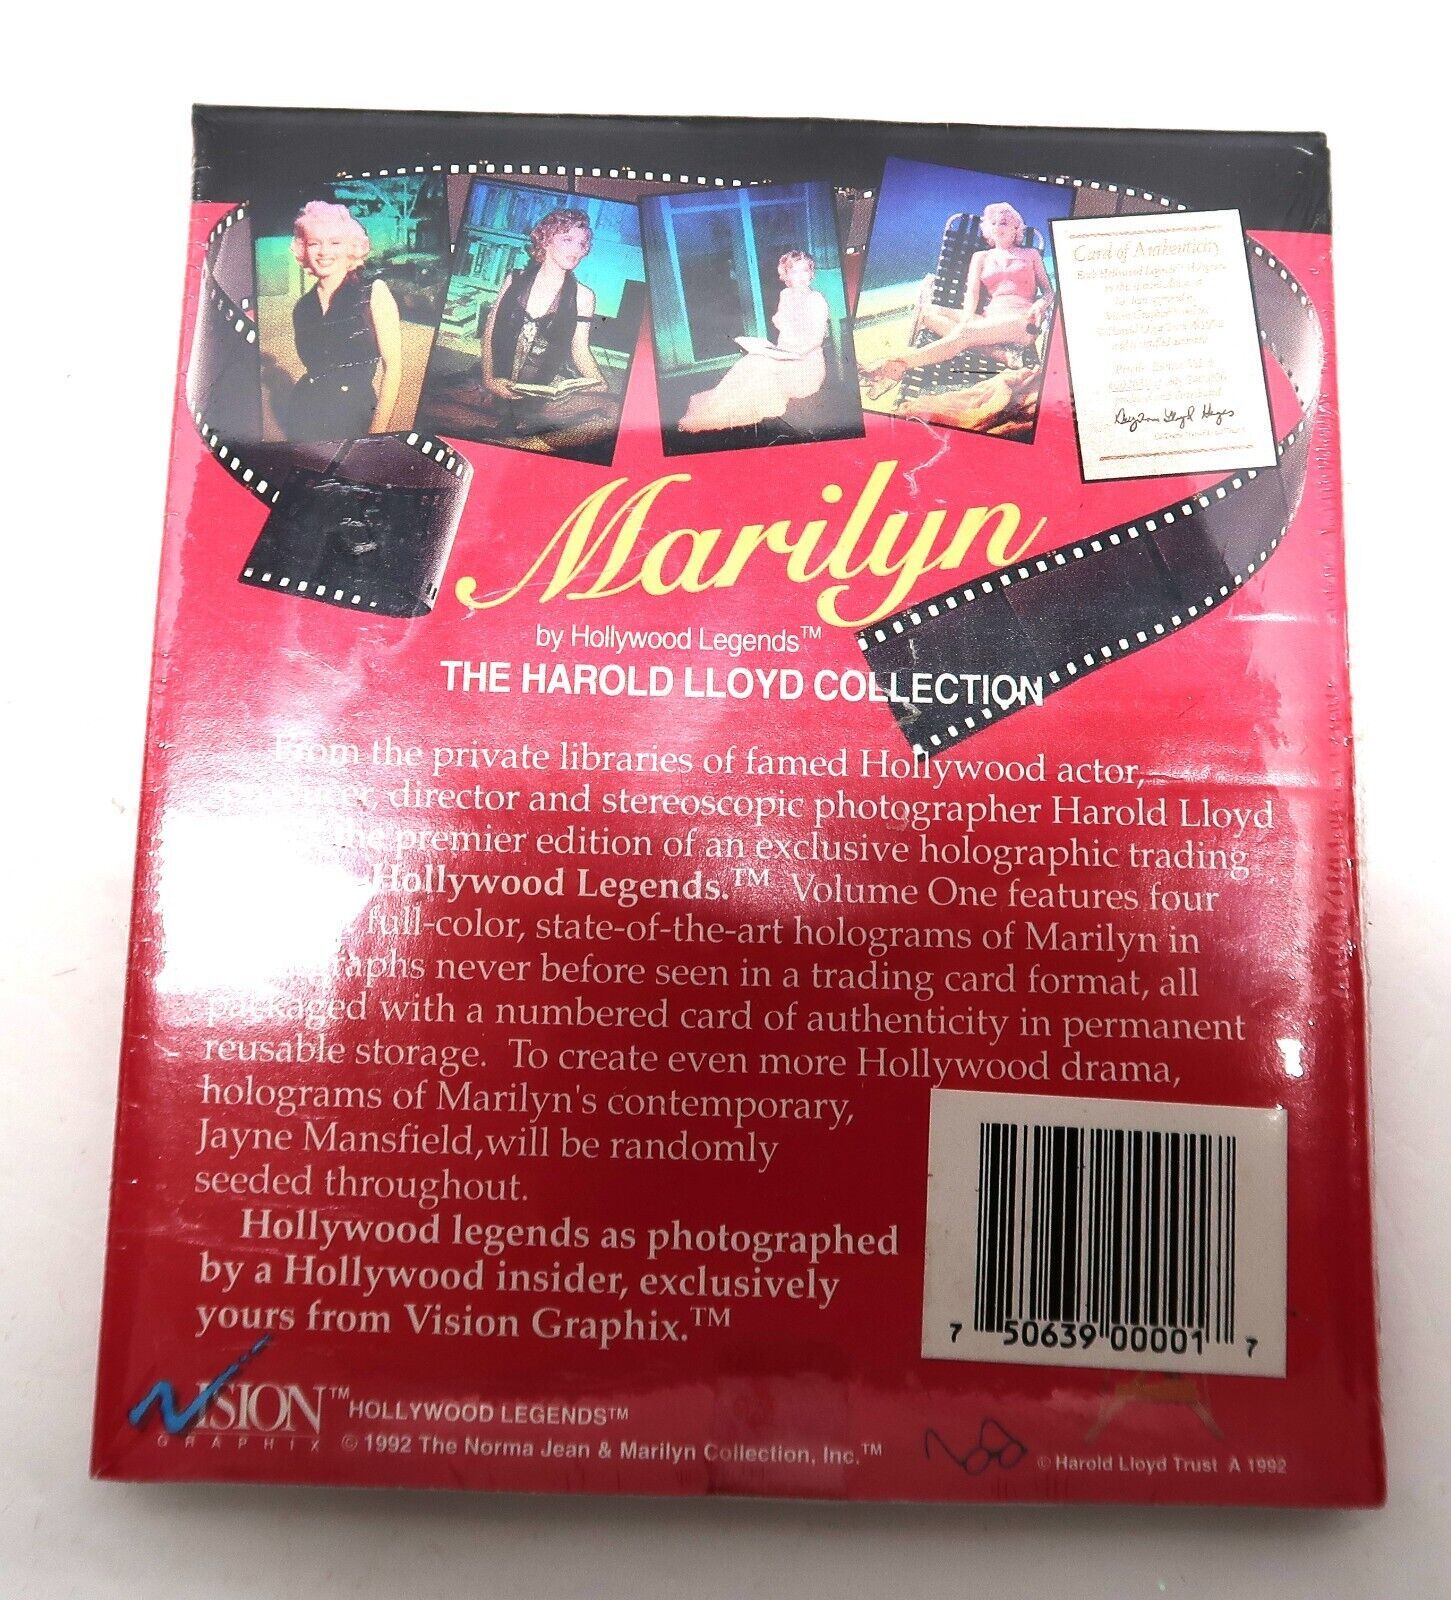 Card of Authenticity
Marilyn
by Hollywood Legends™
THE HAROLD LLOYD COLLECTION
From the private libraries of famed Hollywood actor,
director and stereoscopic photographer Harold Lloyd
the premier edition of an exclusive holographic trading
Hollywood Legends.™ Volume One features four
full-color, state-of-the-art holograms of Marilyn in
never before seen in a trading card format, all
packaged with a numbered card of authenticity in permanent
reusable storage. To create even more Hollywood drama,
holograms of Marilyn's contemporary,
Jayne Mansfield,will be randomly
seeded throughout.
Hollywood legends as photographed
by a Hollywood insider, exclusively
yours from Vision Graphix.™
7 50639 00001 7
VISION™ HOLLYWOOD LEGENDS™
GRAPHIX © 1992 The Norma Jean & Marilyn Collection, Inc.™
© Harold Lloyd Trust A 1992